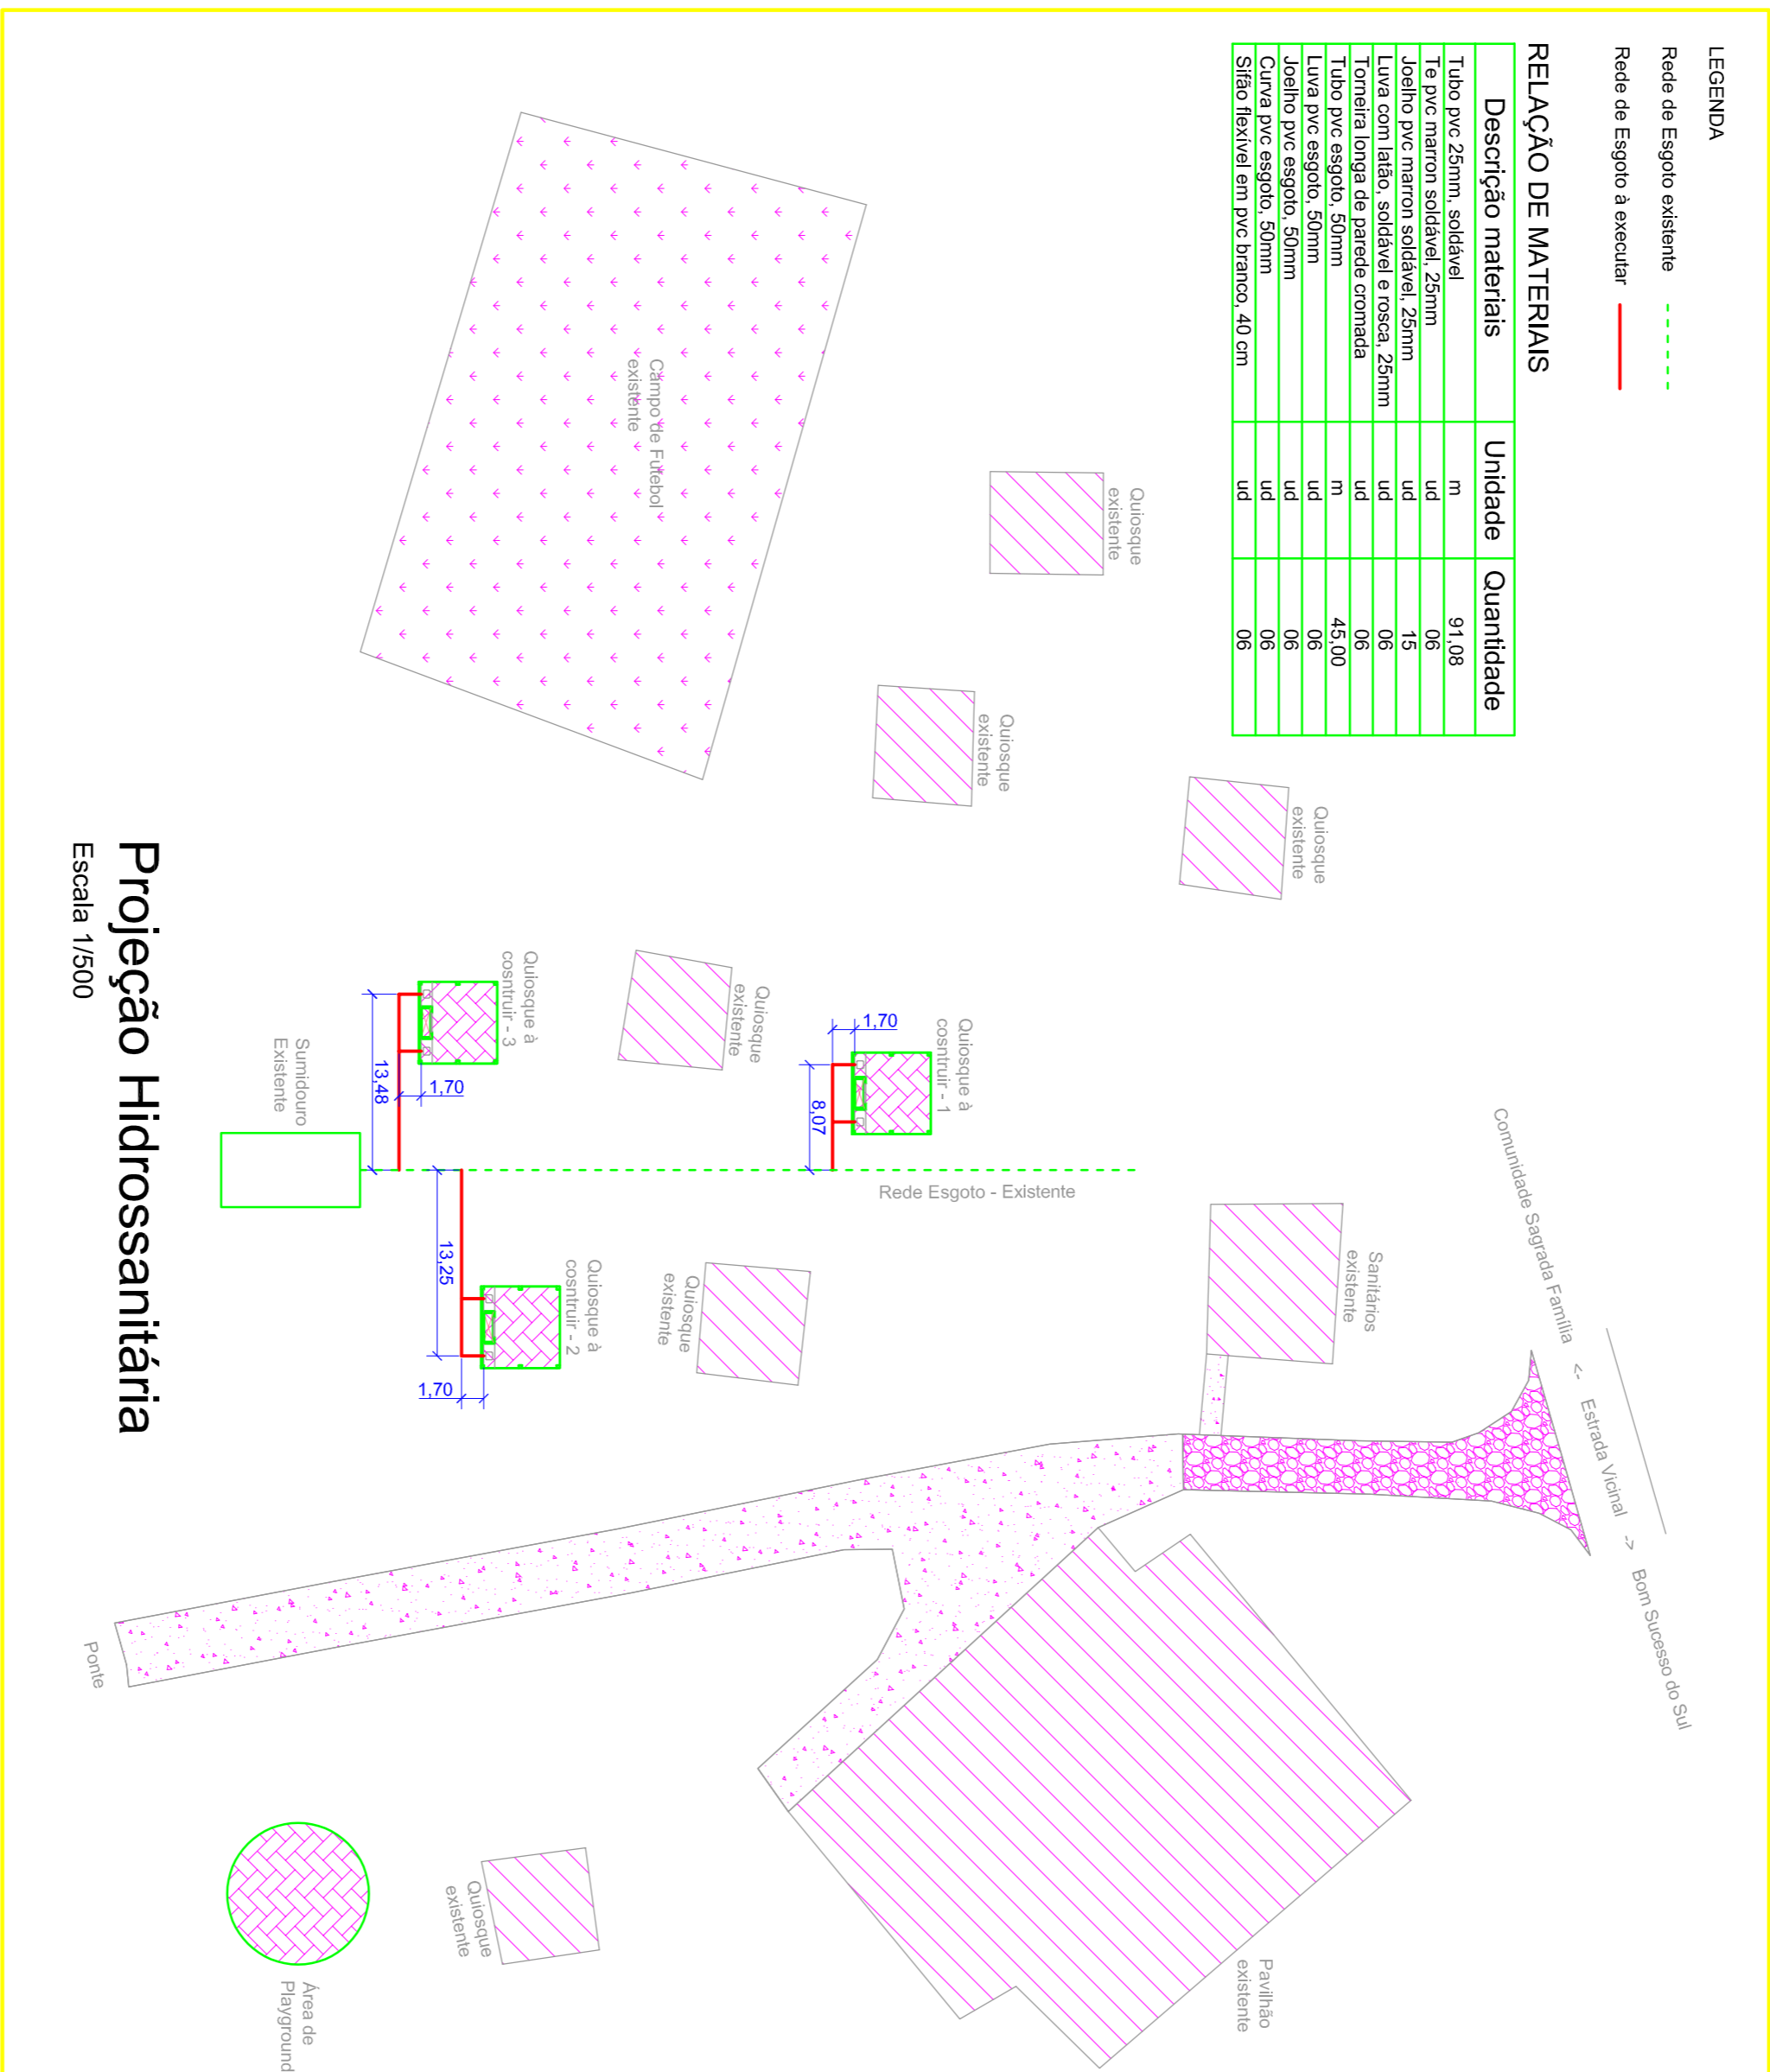 LEGENDA
Rede de Esgoto existente
Rede de Esgoto à executar
RELAÇÃO DE MATERIAIS
Descrição materiais Unidade Quantidade
Tubo pvc 25mm, soldável m 91,08
Te pvc marron soldável, 25mm ud 06
Joelho pvc marron soldável, 25mm ud 15
Luva com latão, soldável e rosca, 25mm ud 06
Torneira longa de parede cromada ud 06
Tubo pvc esgoto, 50mm m 45,00
Luva pvc esgoto, 50mm ud 06
Joelho pvc esgoto, 50mm ud 06
Curva pvc esgoto, 50mm ud 06
Sifão flexivel em pvc branco, 40 cm ud 06
Comunidade Sagrada Família <- Estrada Vicinal -> Bom Sucesso do Sul
Sanitários
existente
Pavilhão
existente
Quiosque
existente
Quiosque
existente
Quiosque
existente
Quiosque
existente
Quiosque
existente
Quiosque
existente
Campo de Futebol
existente
Quiosque à
cosntruir - 1
1,70
8,07
Rede Esgoto - Existente
Quiosque à
cosntruir - 2
13,25
1,70
Quiosque à
cosntruir - 3
1,70
13,48
Sumidouro
Existente
Ponte
Área de
Playground
Projeção Hidrossanitária
Escala 1/500